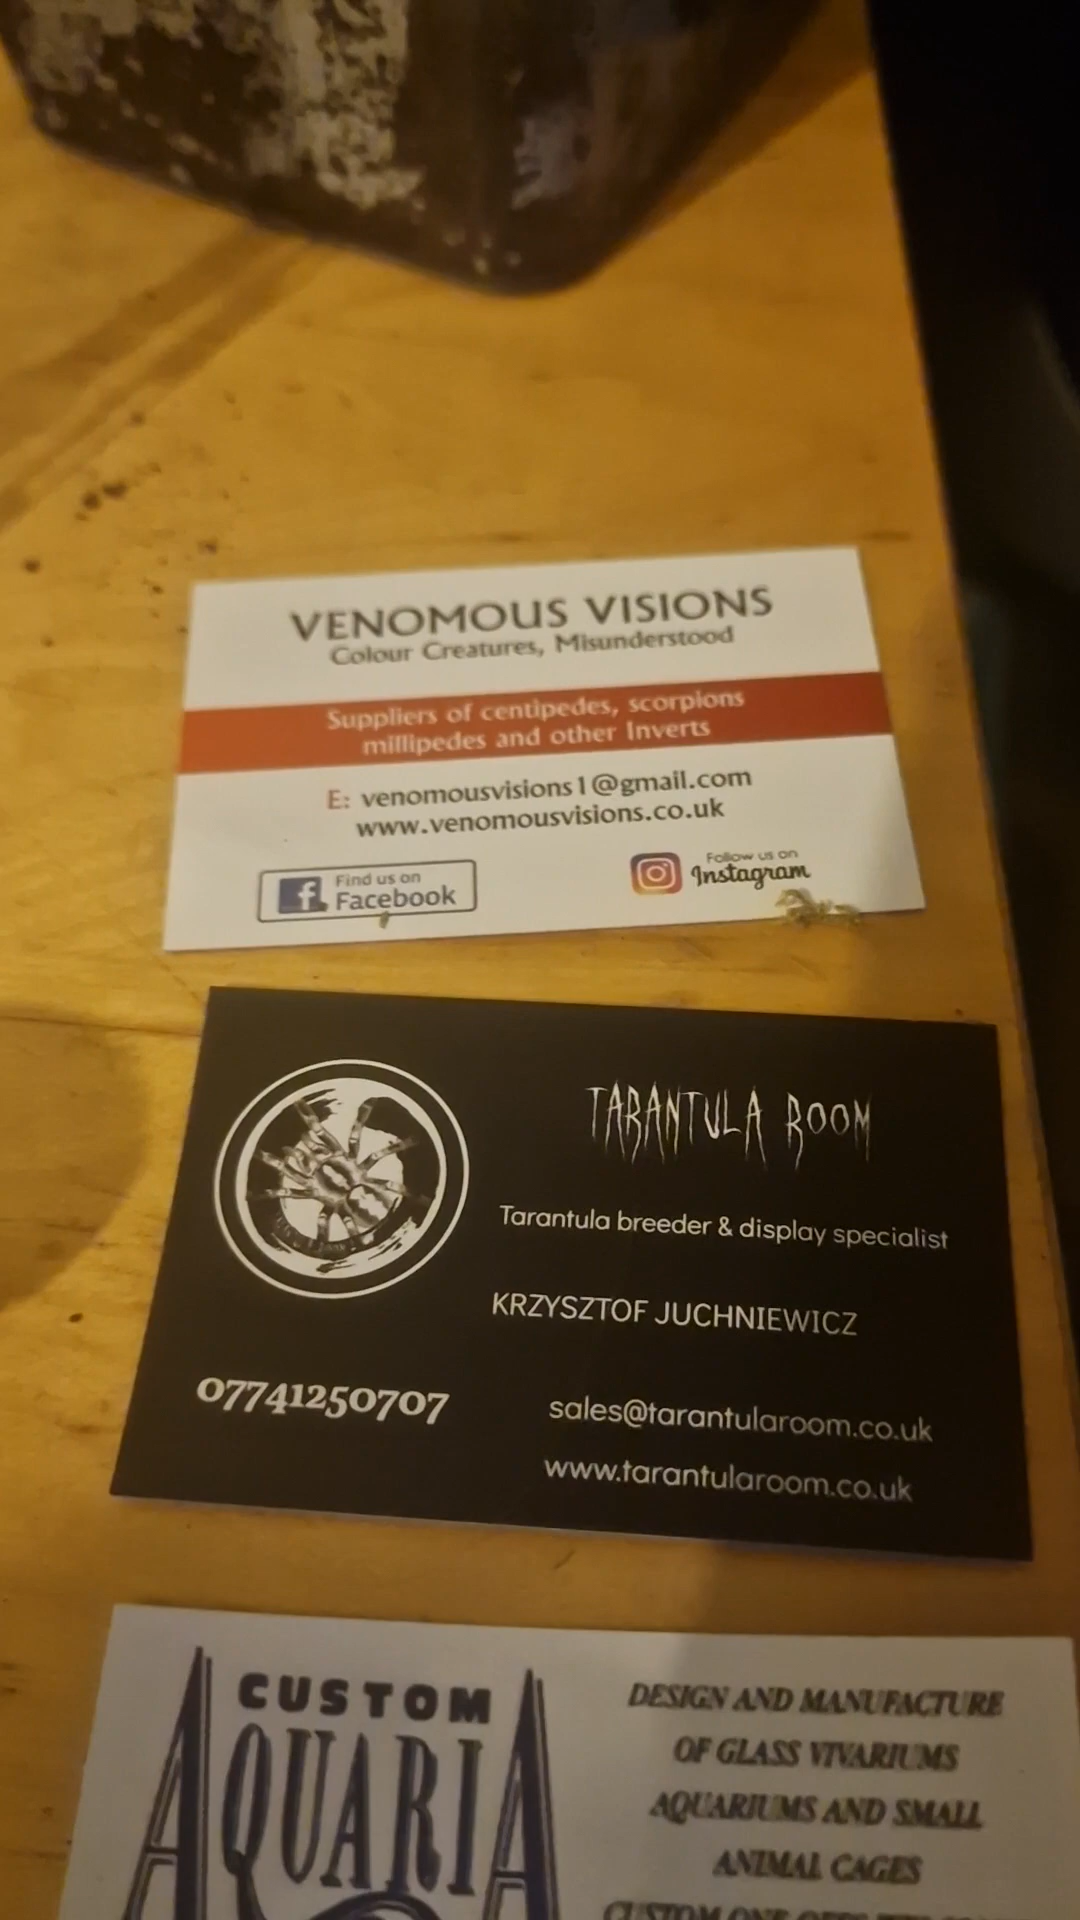 VENOMOUS VISIONS
Colour Creatures, Misunderstood
Suppliers of centipedes, scorpions
millipedes and other Inverts
E: venomousvisions1@gmail.com
www.venomousvisions.co.uk
Find us on
Facebook
Follow us on
Instagram
TARANTULA ROOM
Tarantula breeder & display specialist
KRZYSZTOF JUCHNIEWICZ
07741250707
sales@tarantularoom.co.uk
www.tarantularoom.co.uk
CUSTOM
AQUARIA
DESIGN AND MANUFACTURE
OF GLASS VIVARIUMS
AQUARIUMS AND SMALL
ANIMAL CAGES
CUSTOM